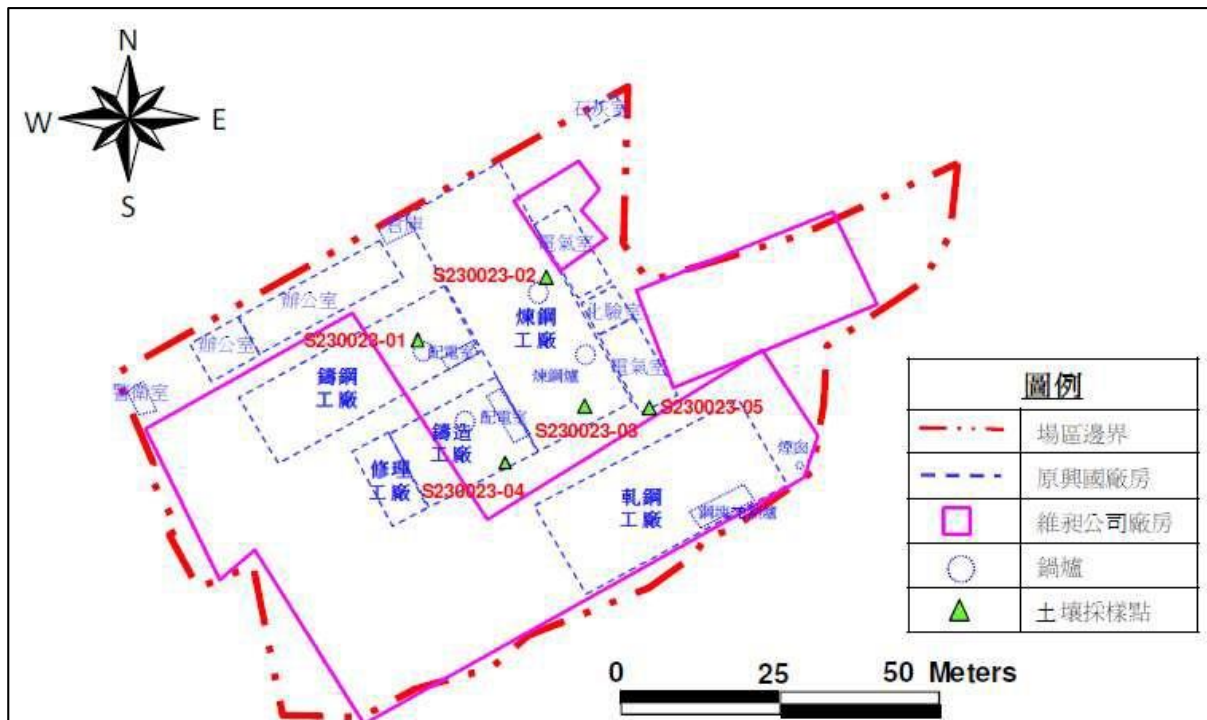 N
W E
S
石灰室
倉庫
電氣室
S230023-02
辦公室
煉鋼
工廠
化驗室
S230023-01
配電室
辦公室
煉鋼爐
電氣室
警衛室
鑄鋼
工廠
配電室
S230023-03
S230023-05
鑄造
工廠
修理
工廠
S230023-04
煙囪
軋鋼
工廠
圖例
場區邊界
原興國廠房
維昶公司廠房
鍋爐
土壤採樣點
0 25 50 Meters